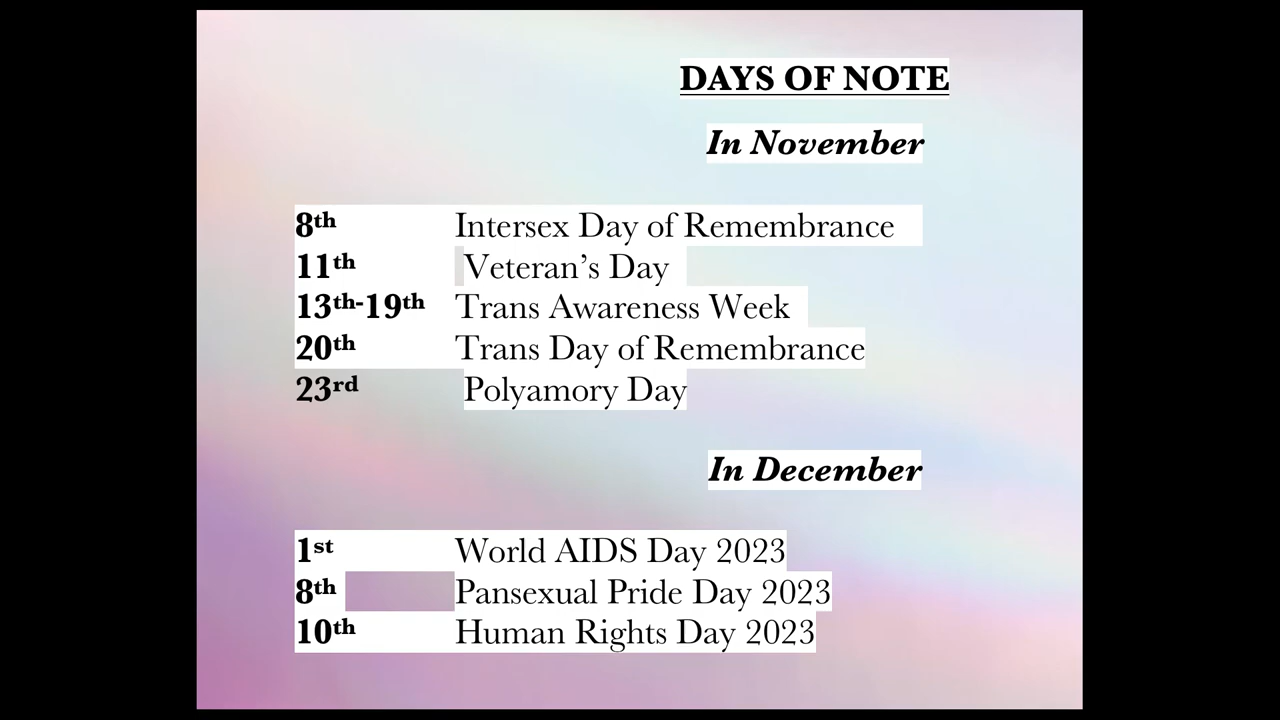 DAYS OF NOTE
In November
8th Intersex Day of Remembrance
11th Veteran’s Day
13th-19th Trans Awareness Week
20th Trans Day of Remembrance
23rd Polyamory Day
In December
1st World AIDS Day 2023
8th Pansexual Pride Day 2023
10th Human Rights Day 2023